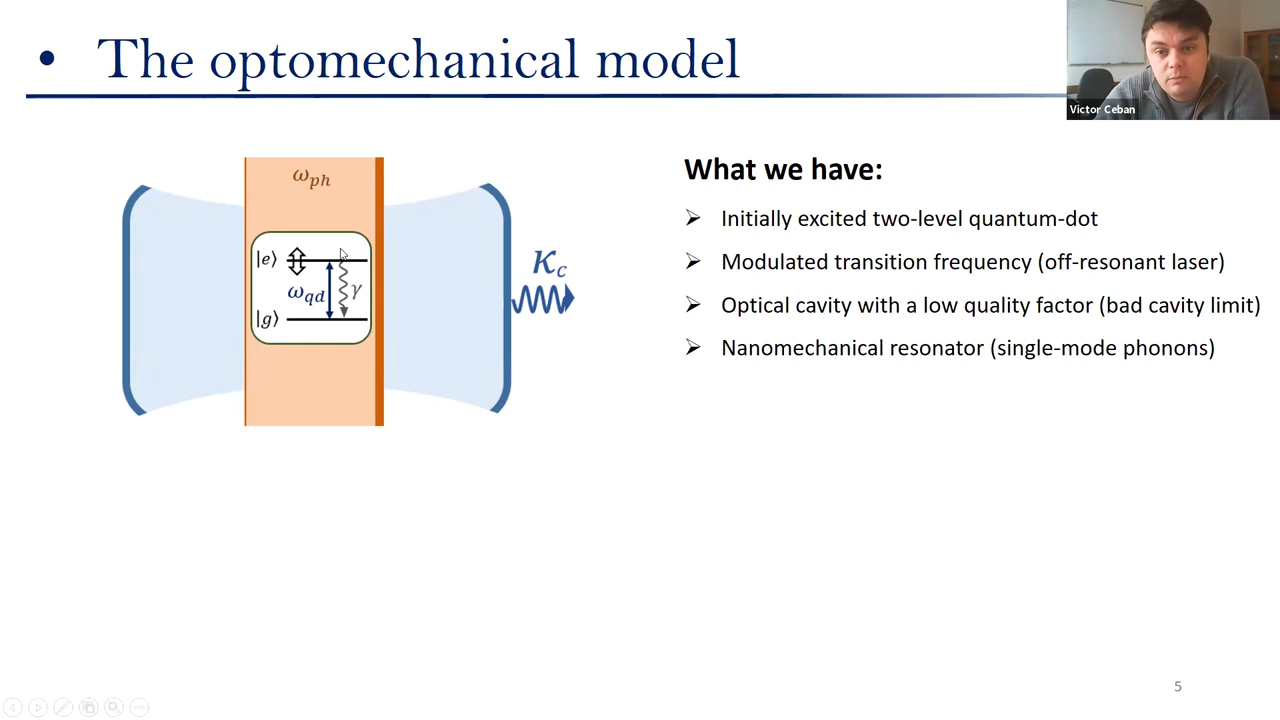 • The optomechanical model
Victor Ceban
ω_ph
|e⟩
ω_qd γ
|g⟩
κ_c
What we have:
➢ Initially excited two-level quantum-dot
➢ Modulated transition frequency (off-resonant laser)
➢ Optical cavity with a low quality factor (bad cavity limit)
➢ Nanomechanical resonator (single-mode phonons)
5